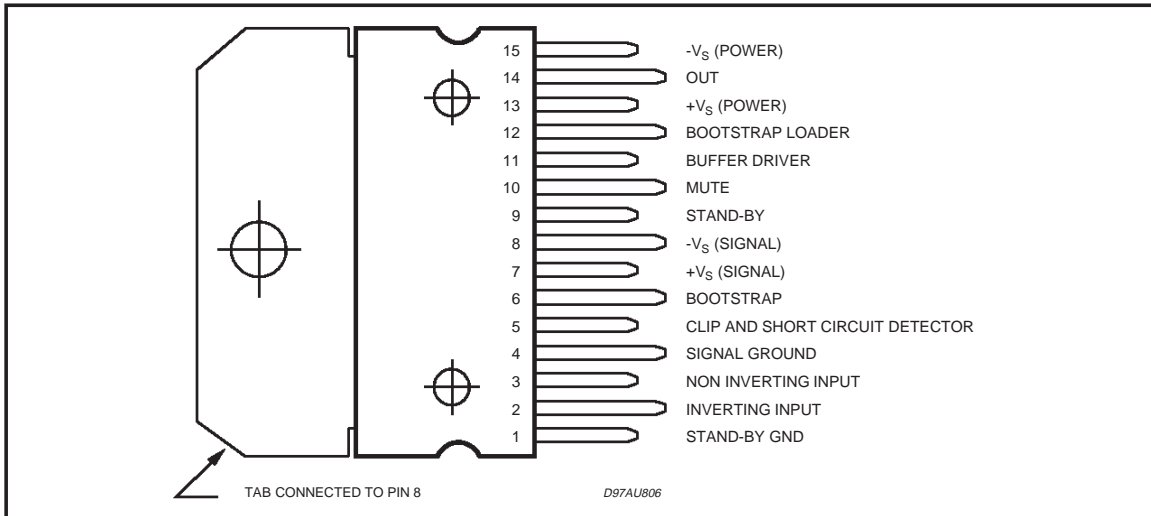 15 -VS (POWER)
14 OUT
13 +VS (POWER)
12 BOOTSTRAP LOADER
11 BUFFER DRIVER
10 MUTE
9 STAND-BY
8 -VS (SIGNAL)
7 +VS (SIGNAL)
6 BOOTSTRAP
5 CLIP AND SHORT CIRCUIT DETECTOR
4 SIGNAL GROUND
3 NON INVERTING INPUT
2 INVERTING INPUT
1 STAND-BY GND
TAB CONNECTED TO PIN 8
D97AU806